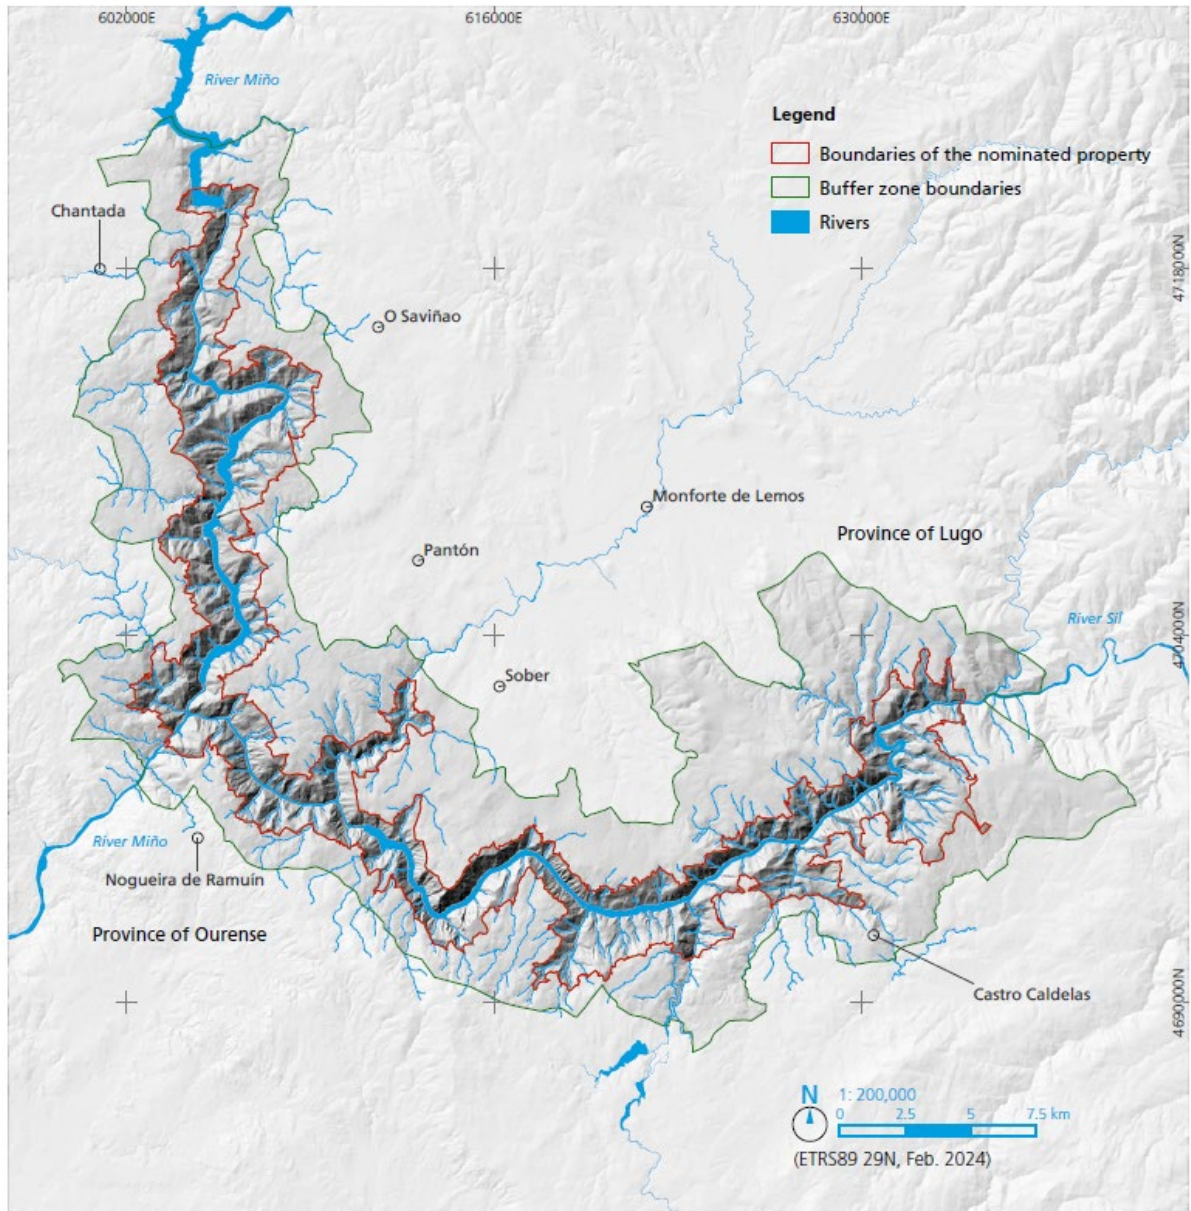 602000E
616000E
630000E
River Miño
Legend
Boundaries of the nominated property
Buffer zone boundaries
Rivers
Chantada
4718000N
O Saviñao
Monforte de Lemos
Province of Lugo
Pantón
River Sil
4704000N
Sober
River Miño
Nogueira de Ramuín
Province of Ourense
Castro Caldelas
4690000N
N
1: 200,000
0 2.5 5 7.5 km
(ETRS89 29N, Feb. 2024)